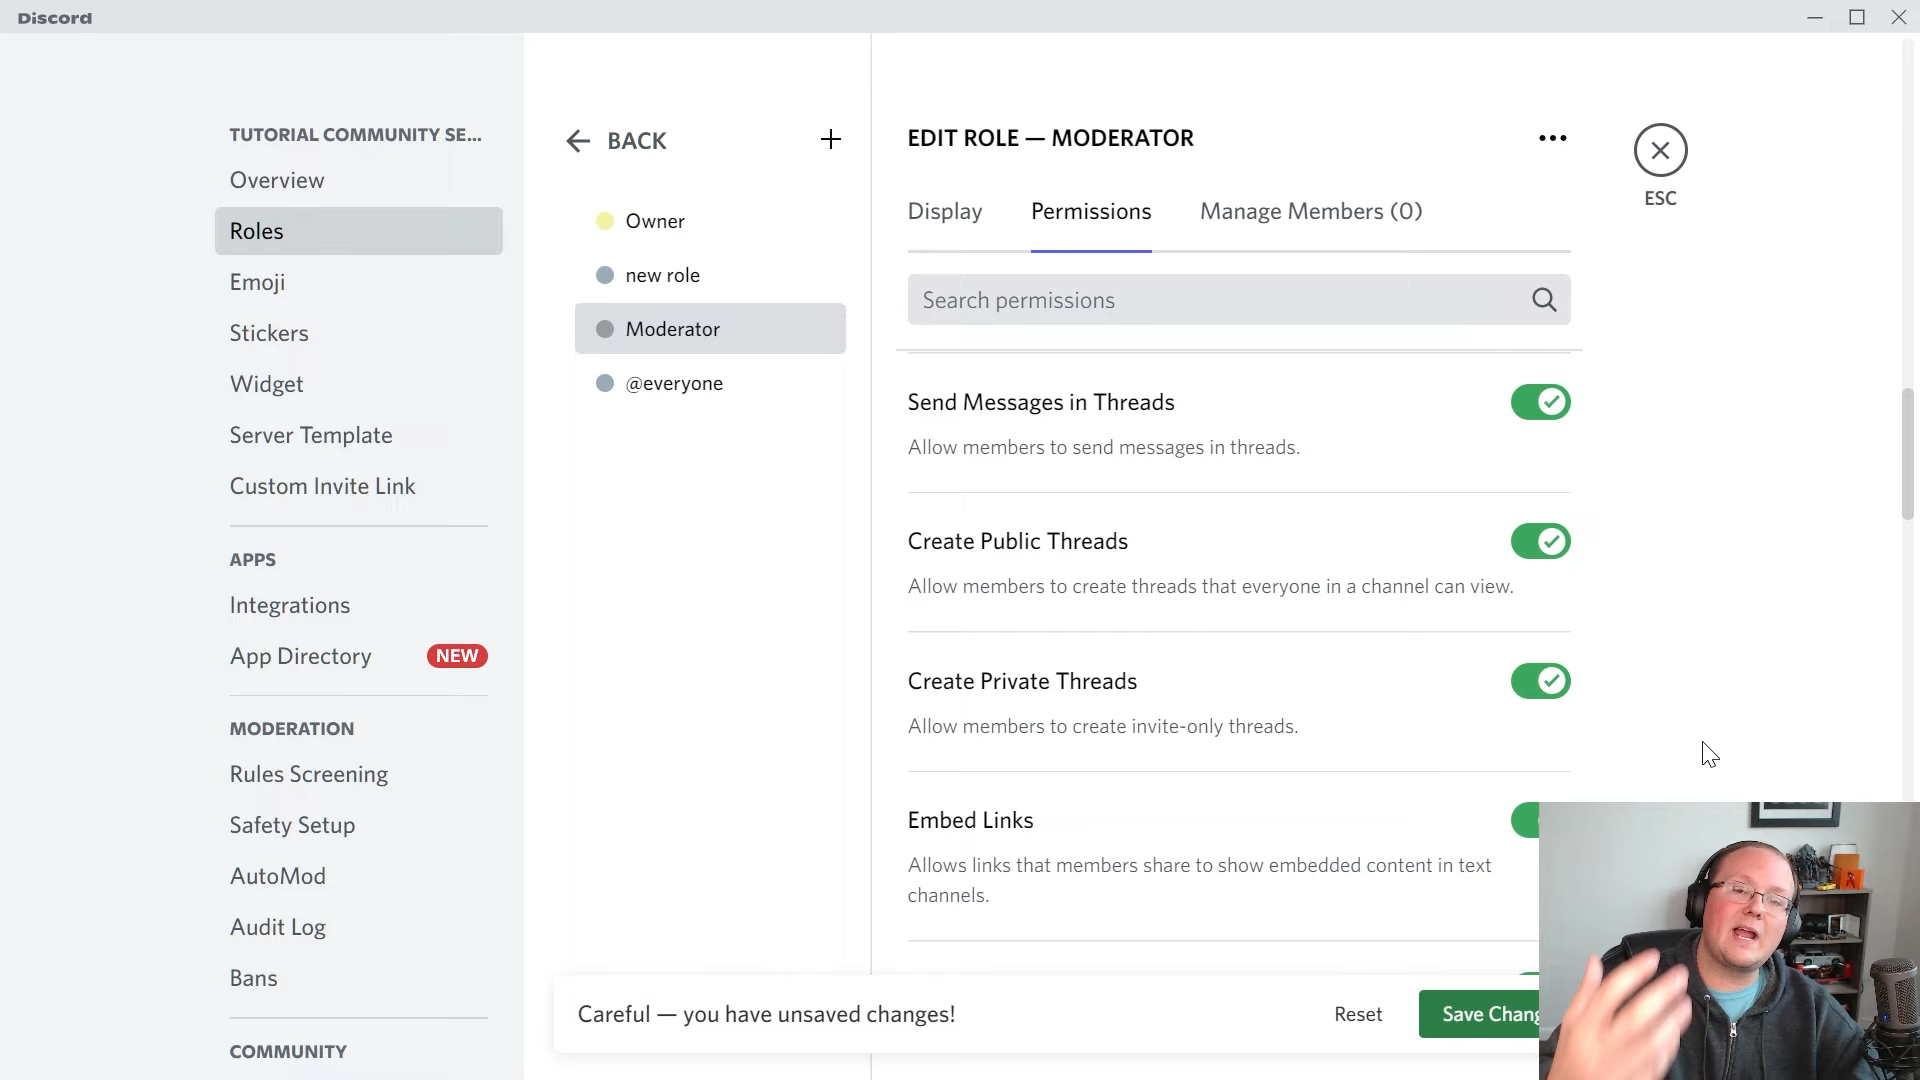 Discord
TUTORIAL COMMUNITY SE...
Overview
Roles
Emoji
Stickers
Widget
Server Template
Custom Invite Link
APPS
Integrations
App Directory
NEW
MODERATION
Rules Screening
Safety Setup
AutoMod
Audit Log
Bans
COMMUNITY
BACK
Owner
new role
Moderator
@everyone
EDIT ROLE — MODERATOR
ESC
Display
Permissions
Manage Members (0)
Search permissions
Send Messages in Threads
Allow members to send messages in threads.
Create Public Threads
Allow members to create threads that everyone in a channel can view.
Create Private Threads
Allow members to create invite-only threads.
Embed Links
Allows links that members share to show embedded content in text
channels.
Careful — you have unsaved changes!
Reset
Save Chang